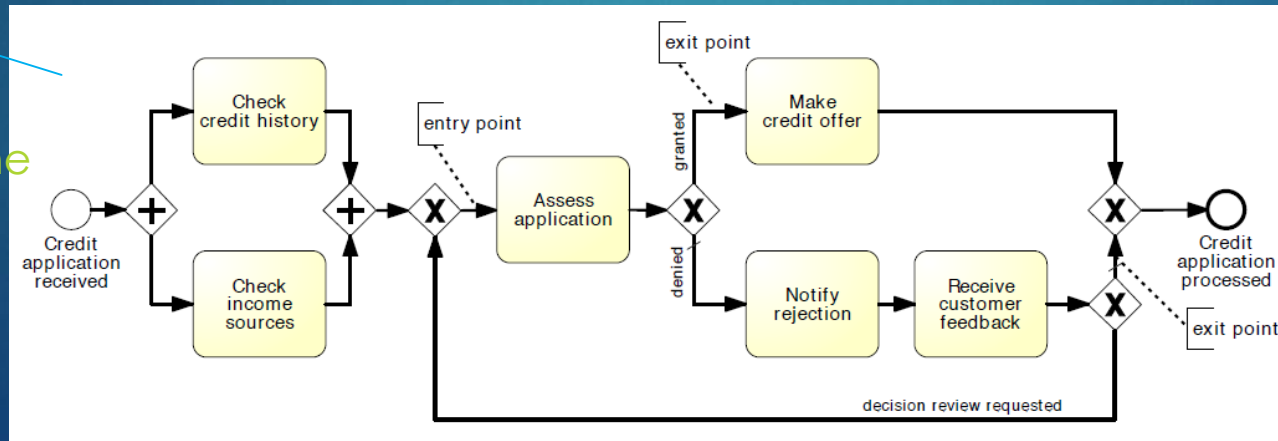 exit point
Check
credit history
Make
credit offer
entry point
granted
Assess
application
Credit
application
received
Credit
application
processed
denied
Check
income
sources
Notify
rejection
Receive
customer
feedback
exit point
decision review requested